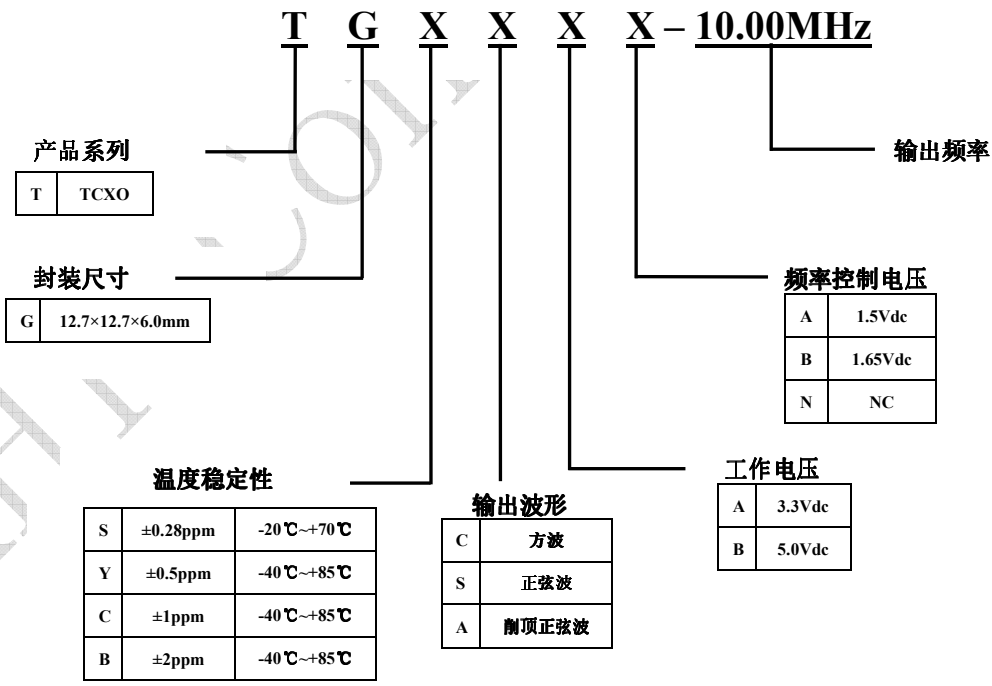 T G X X X X – 10.00MHz
产品系列
T TCXO
输出频率
封装尺寸
G 12.7×12.7×6.0mm
频率控制电压
A 1.5Vdc
B 1.65Vdc
N NC
温度稳定性
S ±0.28ppm -20℃~+70℃
Y ±0.5ppm -40℃~+85℃
C ±1ppm -40℃~+85℃
B ±2ppm -40℃~+85℃
输出波形
C 方波
S 正弦波
A 削顶正弦波
工作电压
A 3.3Vdc
B 5.0Vdc